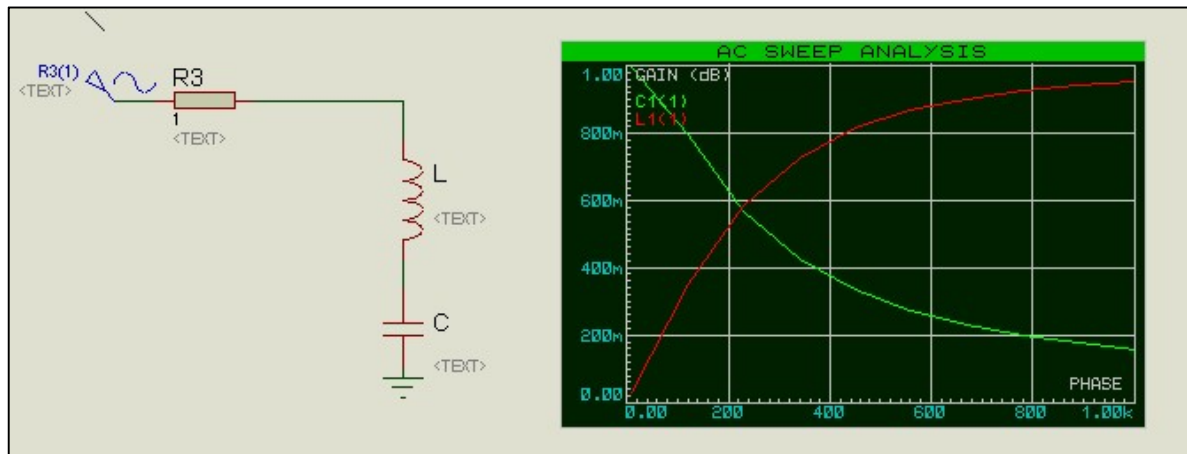 R3(1)
<TEXT>
R3
1
<TEXT>
L
<TEXT>
C
<TEXT>
AC SWEEP ANALYSIS
1.00
GAIN (dB)
C1(1)
L1(1)
800m
600m
400m
200m
0.00
PHASE
0.00 200 400 600 800 1.00k